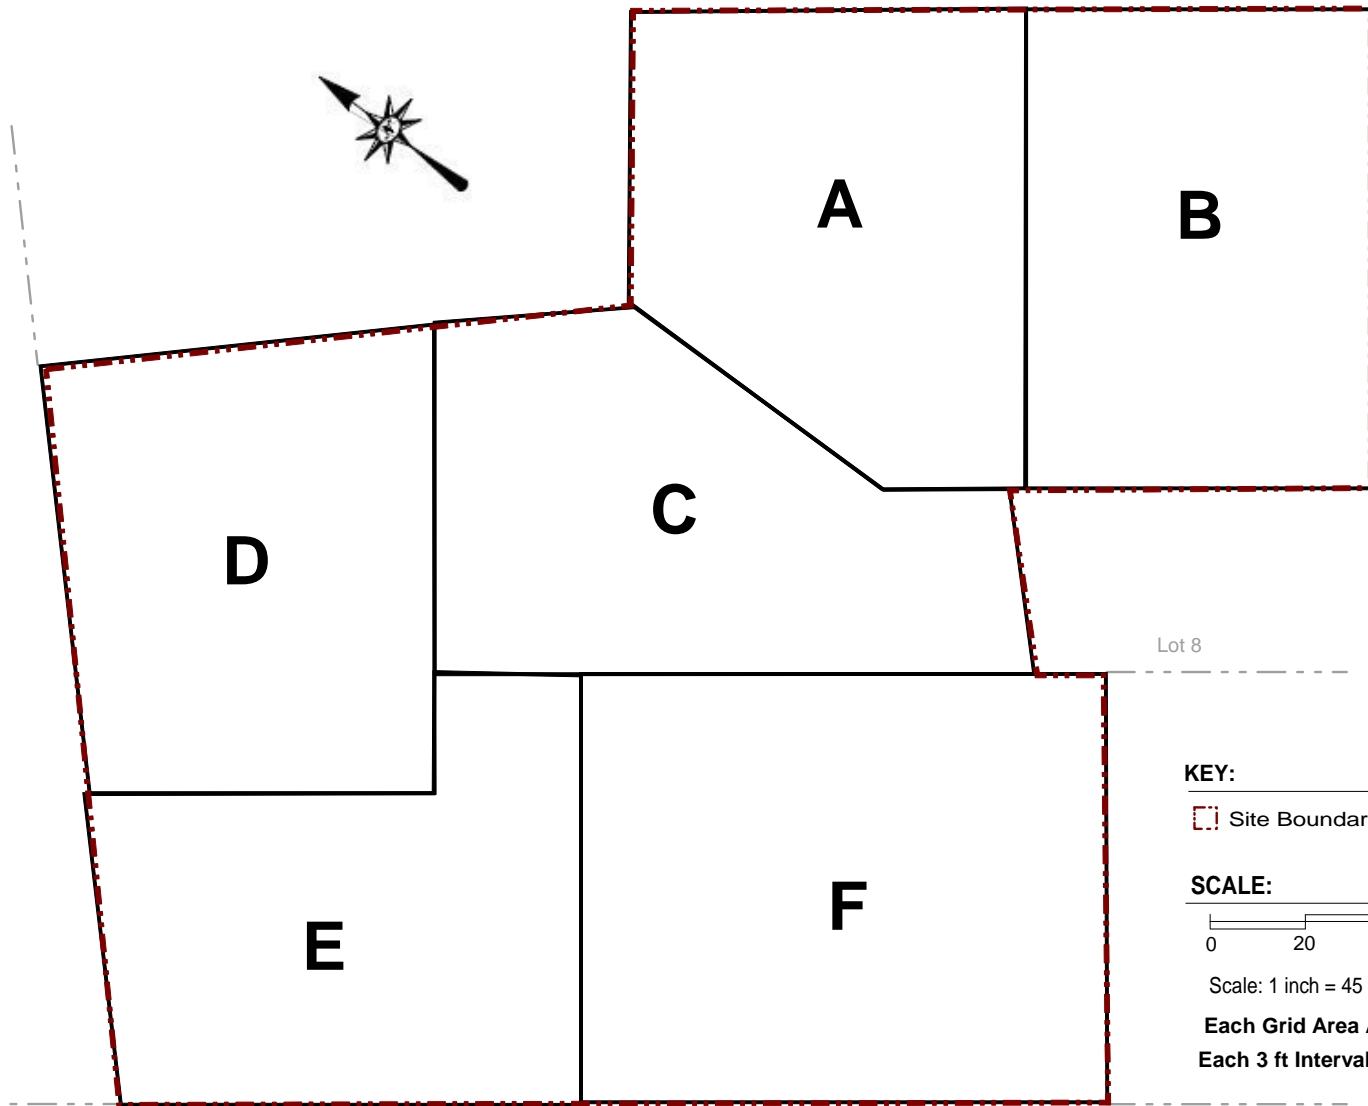 A
B
C
D
Lot 8
KEY:
Site Boundar
SCALE:
0 20
F
E
Scale: 1 inch = 45
Each Grid Area
Each 3 ft Interval